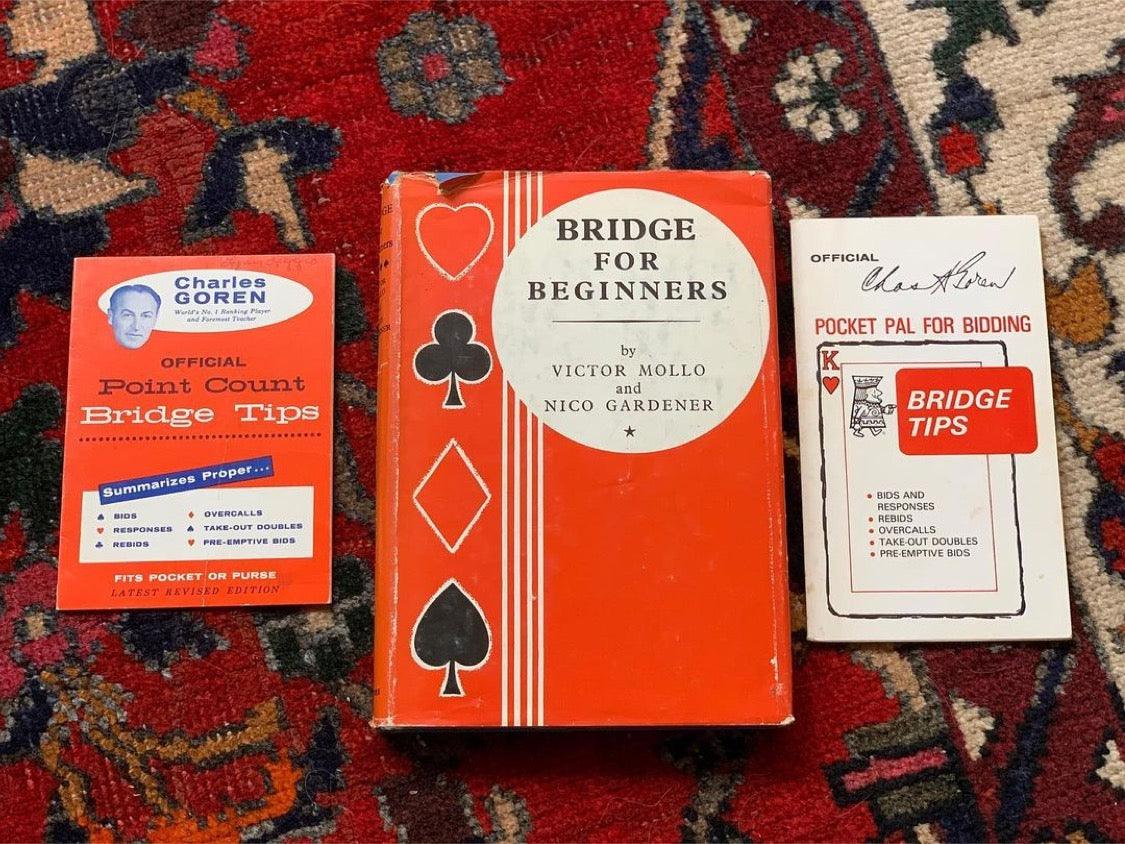 Charles
GOREN
World's No. 1 Ranking Player
and Foremost Teacher
OFFICIAL
Point Count
Bridge Tips
Summarizes Proper...
♠ BIDS
♥ RESPONSES
♣ REBIDS
♦ OVERCALLS
♠ TAKE-OUT DOUBLES
♥ PRE-EMPTIVE BIDS
FITS POCKET OR PURSE
LATEST REVISED EDITION
BRIDGE
FOR
BEGINNERS
by
VICTOR MOLLO
and
NICO GARDENER
★
OFFICIAL
Chas H Goren
POCKET PAL FOR BIDDING
K
BRIDGE
TIPS
• BIDS AND
RESPONSES
• REBIDS
• OVERCALLS
• TAKE-OUT DOUBLES
• PRE-EMPTIVE BIDS